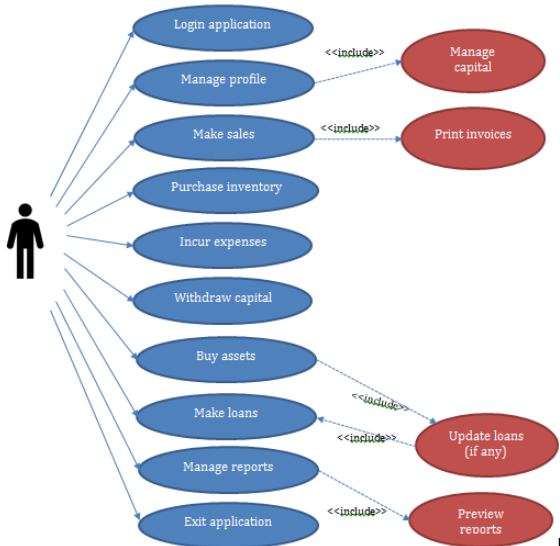 Login application
<<include>>
Manage
capital
Manage profile
Make sales
<<include>>
Print invoices
Purchase inventory
Incur expenses
Withdraw capital
Buy assets
<<include>>
Make loans
<<include>>
Update loans
(if any)
Manage reports
Exit application
<<include>>
Preview
reports